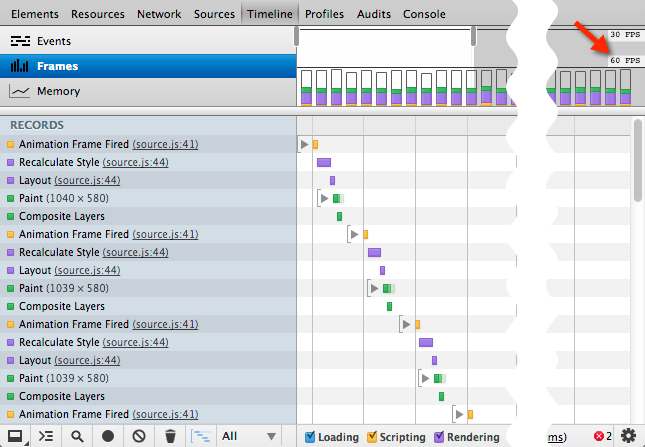 Elements Resources Network Sources Timeline Profiles Audits Console
30 FPS
Events
60 FPS
Frames
Memory
RECORDS
Animation Frame Fired (source.js:41)
Recalculate Style (source.js:44)
Layout (source.js:44)
Paint (1040 × 580)
Composite Layers
Animation Frame Fired (source.js:41)
Recalculate Style (source.js:44)
Layout (source.js:44)
Paint (1039 × 580)
Composite Layers
Animation Frame Fired (source.js:41)
Recalculate Style (source.js:44)
Layout (source.js:44)
Paint (1039 × 580)
Composite Layers
Animation Frame Fired (source.js:41)
All Loading Scripting Rendering ms) 2